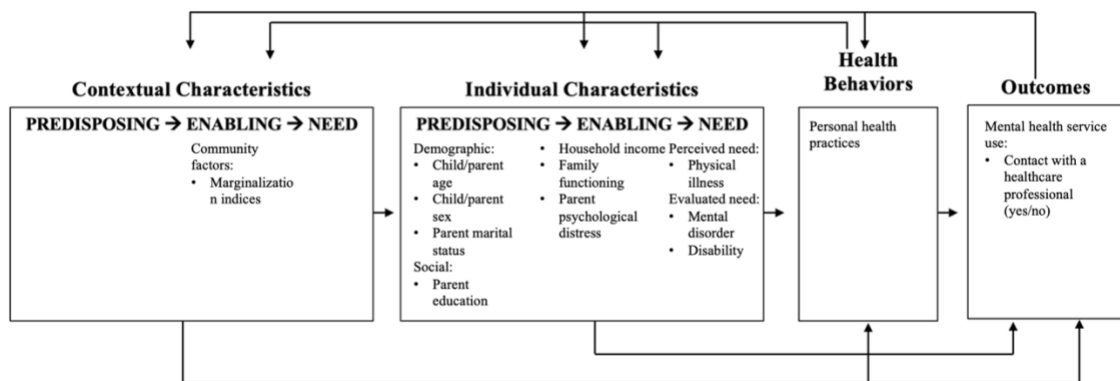 Contextual Characteristics
PREDISPOSING → ENABLING → NEED
Community
factors:
• Marginalizatio
n indices
Individual Characteristics
PREDISPOSING → ENABLING → NEED
Demographic:
• Child/parent
age
• Child/parent
sex
• Parent marital
status
Social:
• Parent
education
• Household income
• Family
functioning
• Parent
psychological
distress
Perceived need:
• Physical
illness
Evaluated need:
• Mental
disorder
• Disability
Health
Behaviors
Personal health
practices
Outcomes
Mental health service
use:
• Contact with a
healthcare
professional
(yes/no)